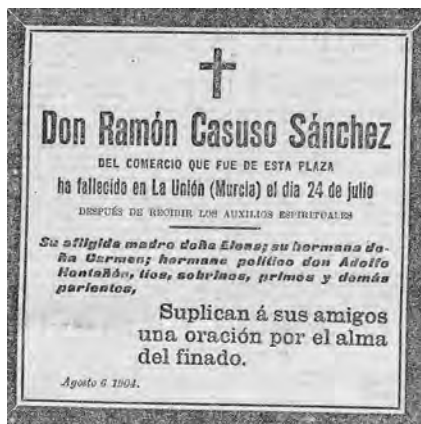 Don Ramón Casuso Sánchez
DEL COMERCIO QUE FUE DE ESTA PLAZA
ha fallecido en La Unión (Murcia) el día 24 de julio
DESPUÉS DE RECIBIR LOS AUXILIOS ESPIRITUALES
Su afligida madre doña Elena; su hermana do-
ña Carmen; hermano político don Adolfo
Hontañón, tíos, sobrinos, primos y demás
parientes,
Suplican á sus amigos
una oración por el alma
del finado.
Agosto 6 1904.